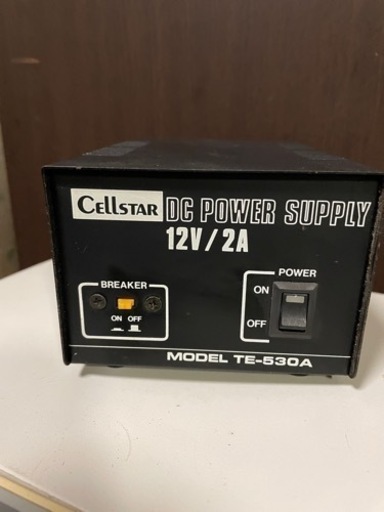 CELLSTAR DC POWER SUPPLY
12V/2A
BREAKER
ON OFF
POWER
ON
OFF
MODEL TE-530A